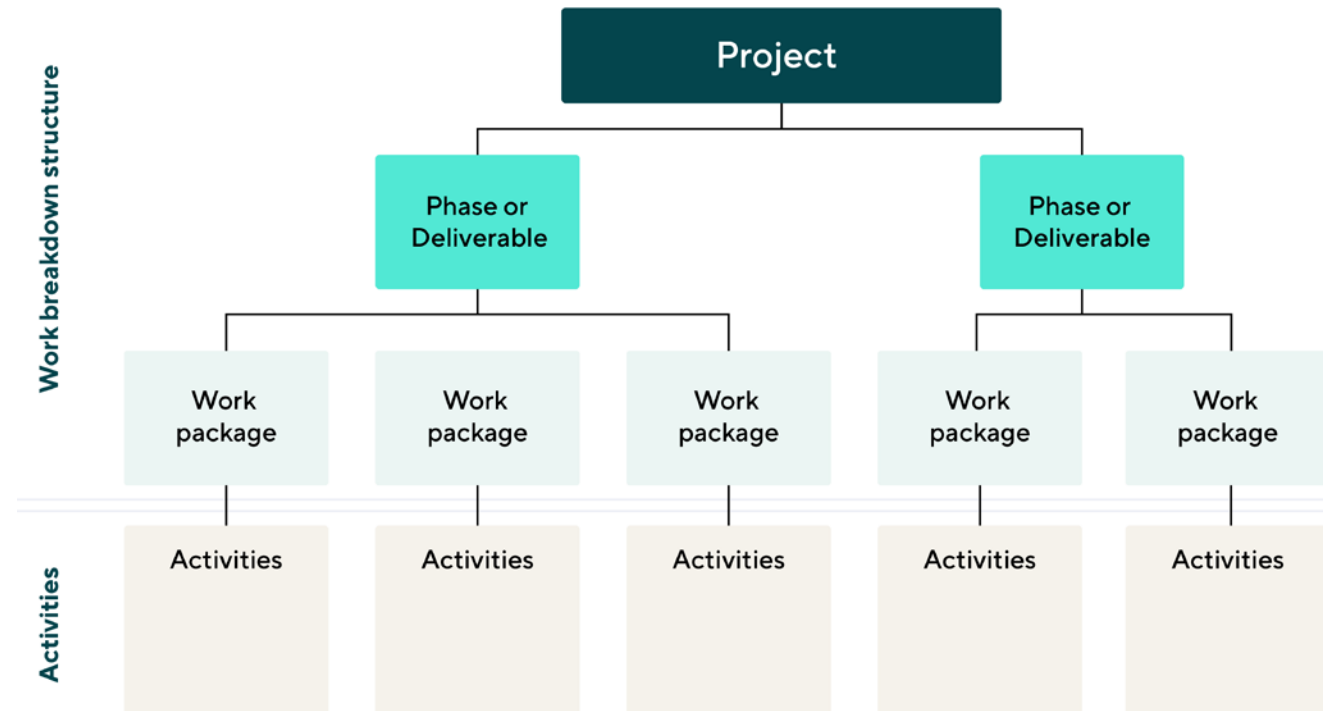 Project
Work breakdown structure
Phase or
Deliverable
Phase or
Deliverable
Work
package
Work
package
Work
package
Work
package
Work
package
Activities
Activities
Activities
Activities
Activities
Activities